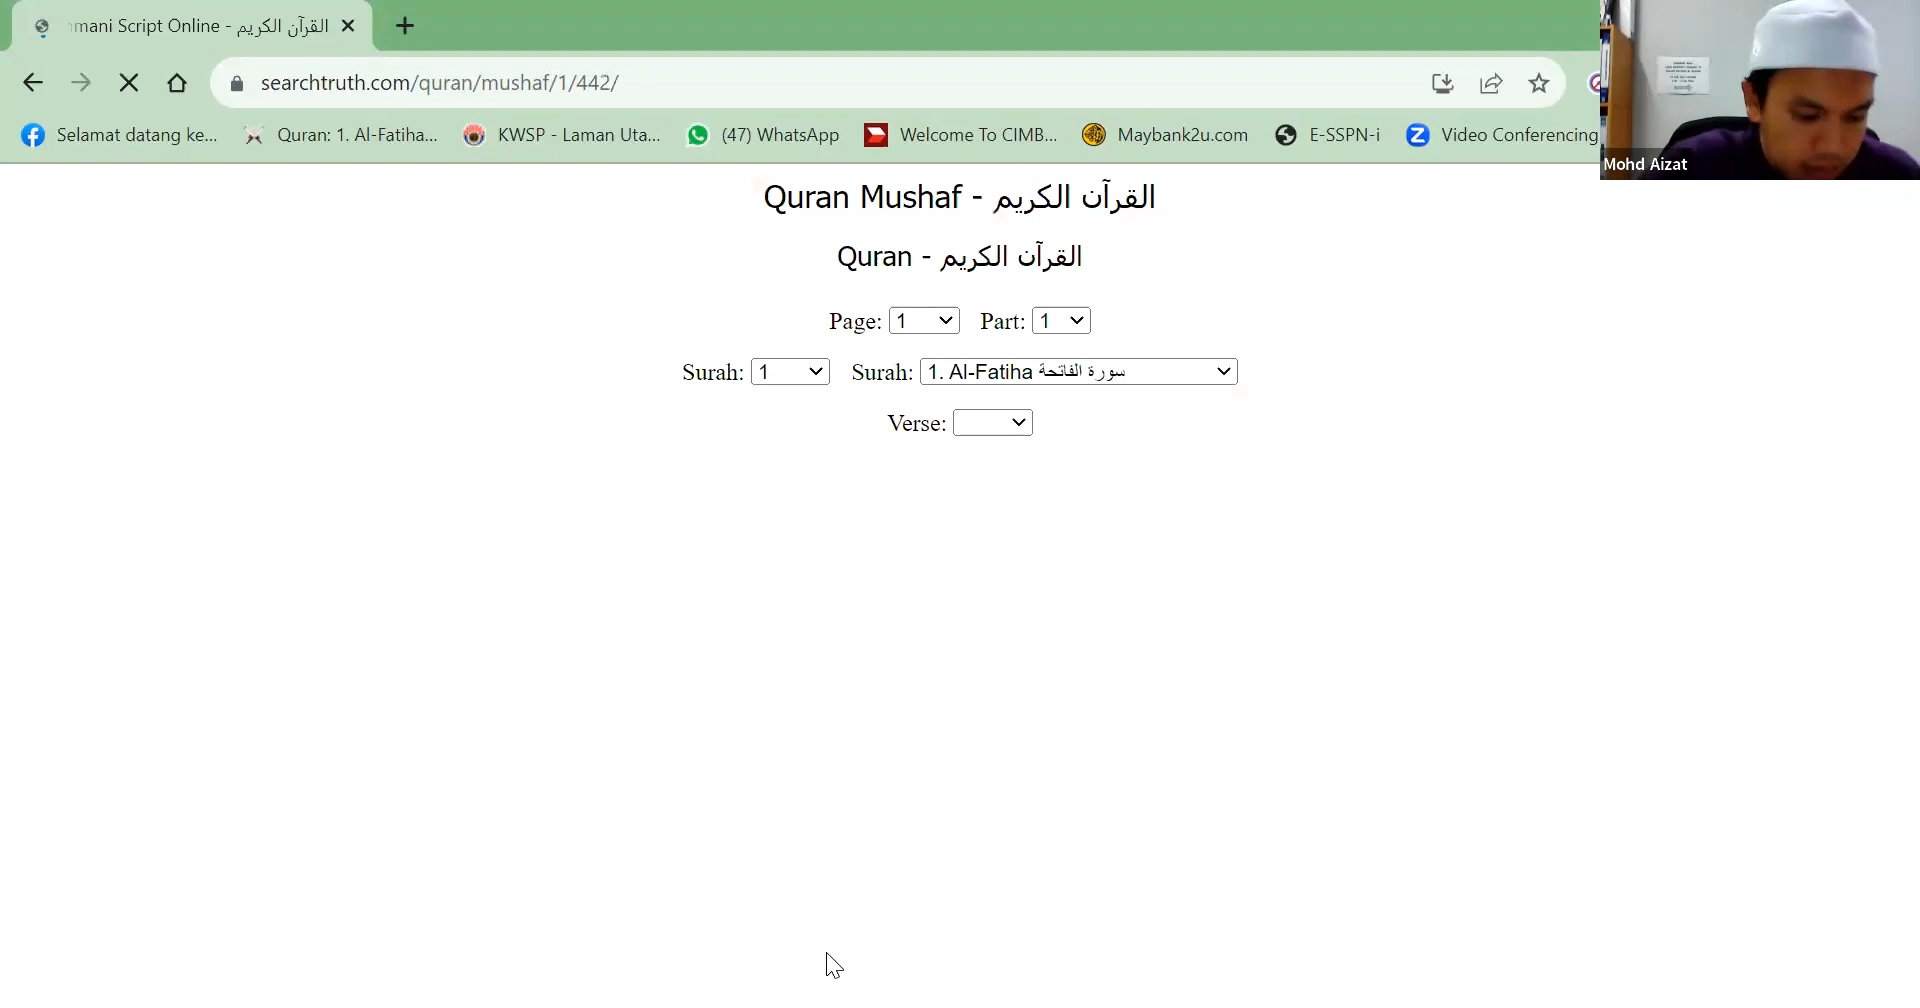 mani Script Online - القرآن الكريم
searchtruth.com/quran/mushaf/1/442/
Selamat datang ke... Quran: 1. Al-Fatiha... KWSP - Laman Uta... (47) WhatsApp Welcome To CIMB... Maybank2u.com E-SSPN-i Video Conferencing
Mohd Aizat
Quran Mushaf - القرآن الكريم
Quran - القرآن الكريم
Page: 1 Part: 1
Surah: 1 Surah: 1. Al-Fatiha سورة الفاتحة
Verse: